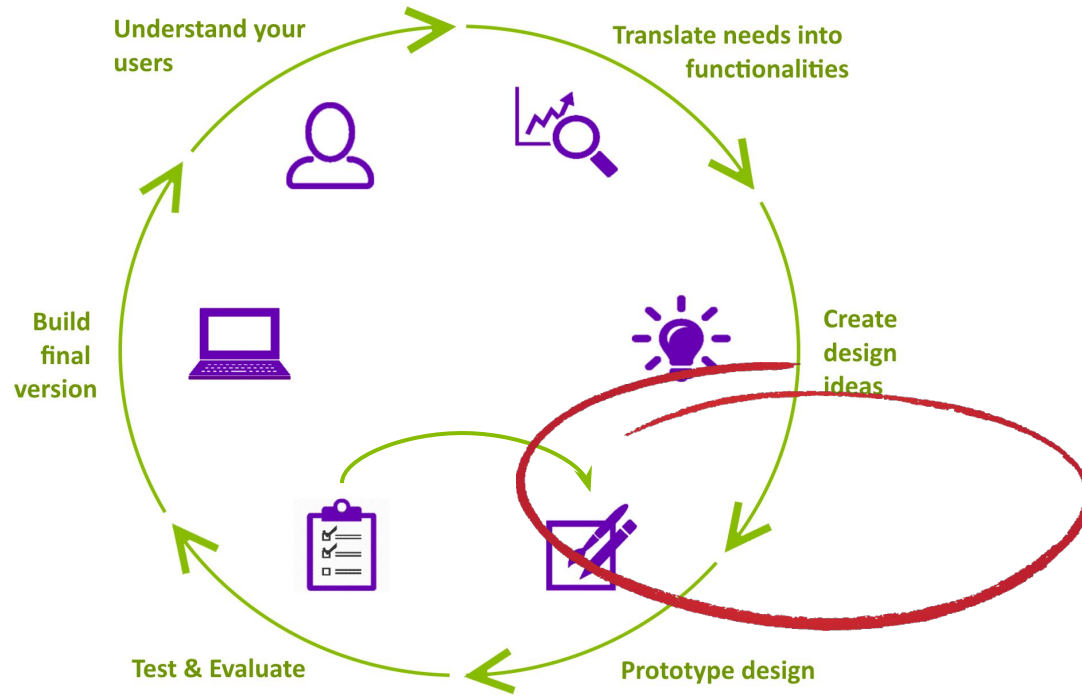 Understand your
users
Translate needs into
functionalities
Create
design
ideas
Prototype design
Test & Evaluate
Build
final
version